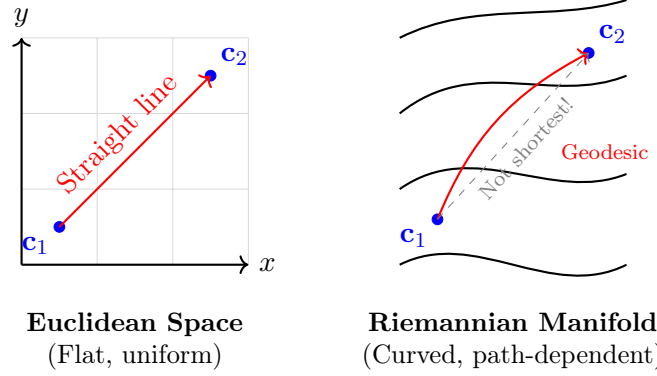 y
c₂
Straight line
c₁
x
Euclidean Space
(Flat, uniform)
c₂
Not shortest!
Geodesic
c₁
Riemannian Manifold
(Curved, path-dependent)